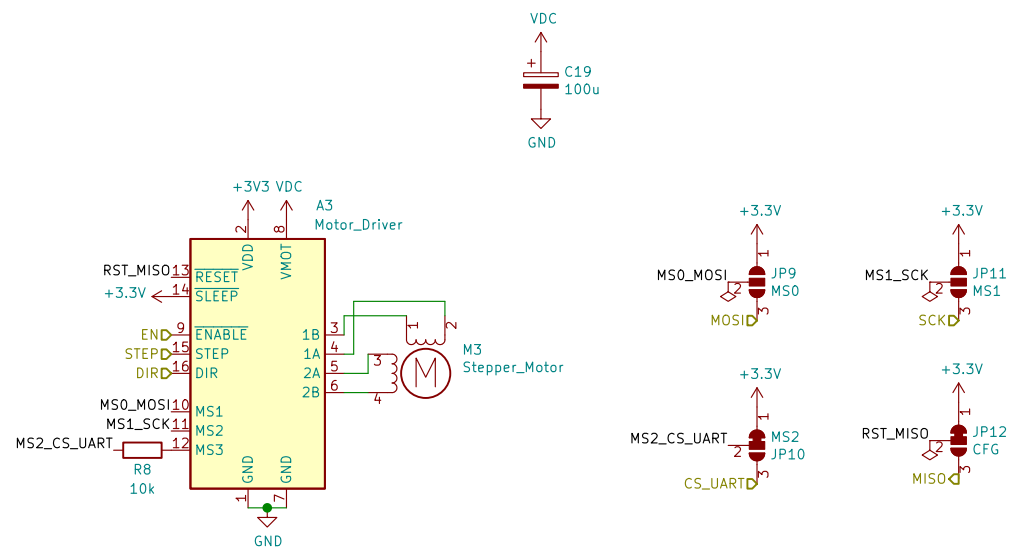 VDC
+
C19
100u
GND
+3V3 VDC
A3
Motor_Driver
2
8
VDD
VMOT
RST_MISO
13
RESET
+3.3V
14
SLEEP
EN
9
ENABLE
STEP
15
STEP
DIR
16
DIR
MS0_MOSI
10
MS1
MS1_SCK
11
MS2
MS2_CS_UART
12
MS3
R8
10k
1B
3
1A
4
2A
5
2B
6
1
2
3
4
M
M3
Stepper_Motor
GND
GND
1
7
GND
+3.3V
1
MS0_MOSI
2
JP9
MS0
3
MOSI
+3.3V
1
MS1_SCK
2
JP11
MS1
3
SCK
+3.3V
1
MS2_CS_UART
2
MS2
JP10
3
CS_UART
+3.3V
1
RST_MISO
2
JP12
CFG
3
MISO